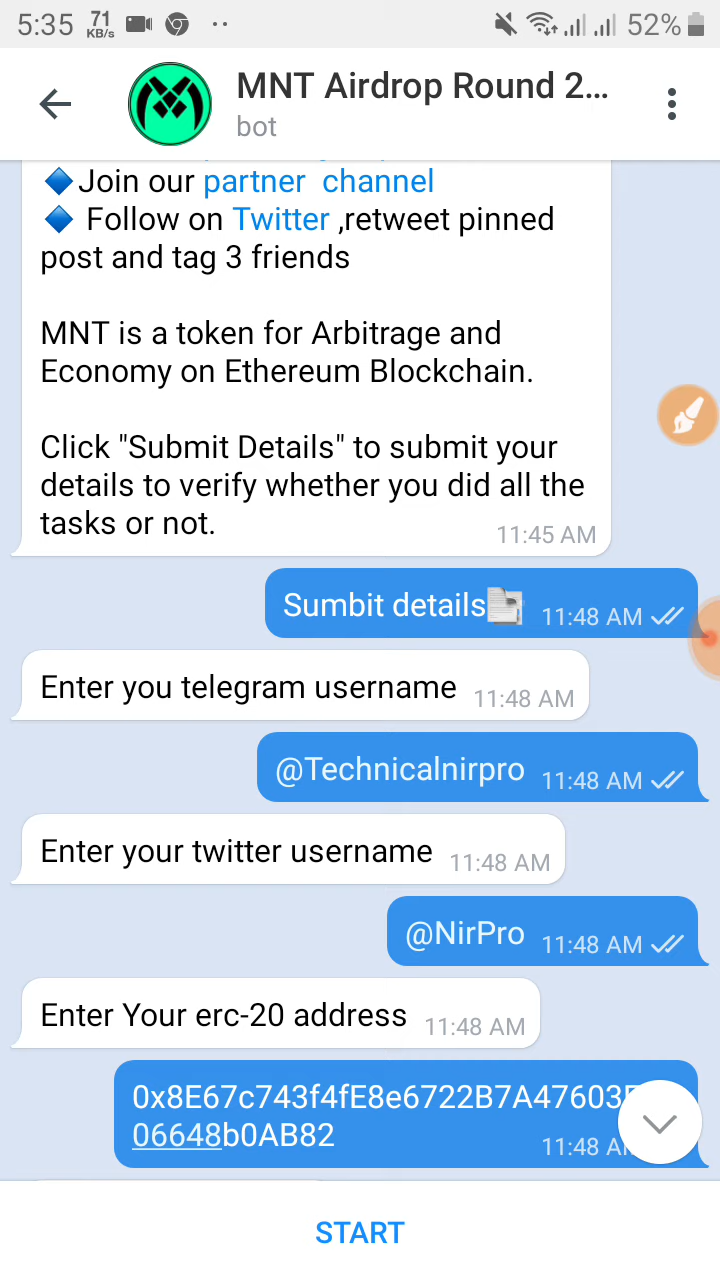 5:35 71 KB/s 52%
MNT Airdrop Round 2...
bot
🔷Join our partner channel
🔷 Follow on Twitter ,retweet pinned
post and tag 3 friends
MNT is a token for Arbitrage and
Economy on Ethereum Blockchain.
Click "Submit Details" to submit your
details to verify whether you did all the
tasks or not.
11:45 AM
Sumbit details 11:48 AM
Enter you telegram username 11:48 AM
@Technicalnirpro 11:48 AM
Enter your twitter username 11:48 AM
@NirPro 11:48 AM
Enter Your erc-20 address 11:48 AM
0x8E67c743f4fE8e6722B7A47603
06648b0AB82
11:48 A
START